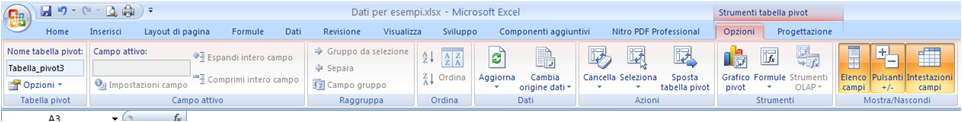 Dati per esempi.xlsx - Microsoft Excel
Strumenti tabella pivot
Home Inserisci Layout di pagina Formule Dati Revisione Visualizza Sviluppo Componenti aggiuntivi Nitro PDF Professional Opzioni Progettazione
Nome tabella pivot:
Tabella_pivot3
Opzioni
Tabella pivot
Campo attivo:
Impostazioni campo
Espandi intero campo
Comprimi intero campo
Campo attivo
Gruppo da selezione
Separa
Campo gruppo
Raggruppa
Ordina
Ordina
Aggiorna
Cambia
origine dati
Dati
Cancella
Seleziona
Sposta
tabella pivot
Azioni
Grafico
pivot
Formule
Strumenti
OLAP
Strumenti
Elenco
campi
Pulsanti
+/-
Intestazioni
campi
Mostra/Nascondi
A3
fx